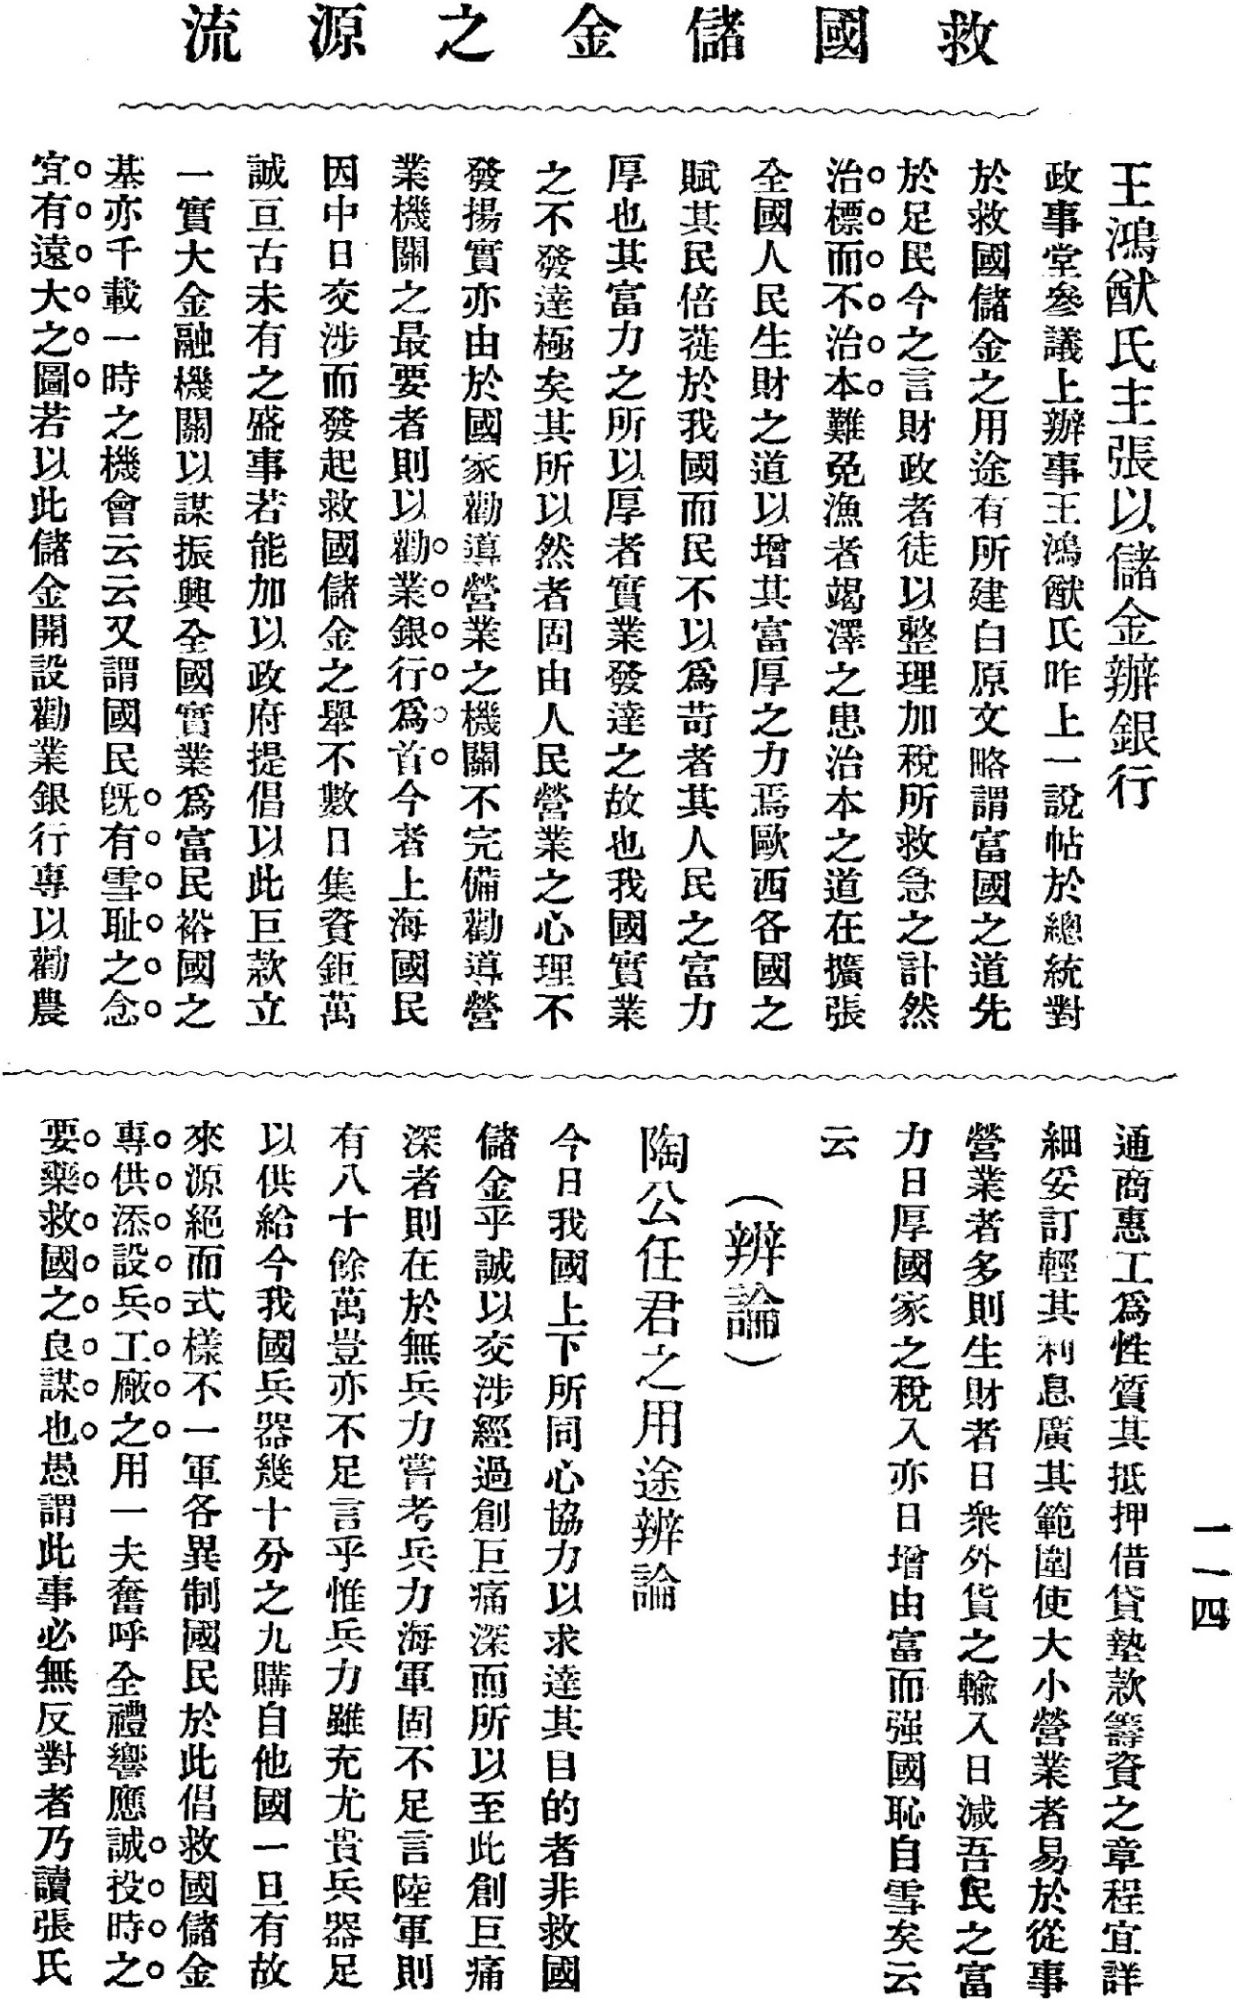 救國儲金之源流
王鴻猷氏主張以儲金辦銀行
政事堂參議上辦事王鴻猷氏昨上一說帖於總統對
於救國儲金之用途有所建白原文略謂富國之道先
於足民今之言財政者徒以整理加稅所救急之計然
治標而不治本難免漁者竭澤之患治本之道在擴張
全國人民生財之道以增其富厚之力焉歐西各國之
賦其民倍蓰於我國而民不以爲苛者其人民之富力
厚也其富力之所以厚者實業發達之故也我國實業
之不發達極矣其所以然者固由人民營業之心理不
發揚實亦由於國家勸導營業之機關不完備勸導營
業機關之最要者則以勸業銀行爲首今者上海國民
因中日交涉而發起救國儲金之舉不數日集資鉅萬
誠亘古未有之盛事若能加以政府提倡以此巨款立
一實大金融機關以謀振興全國實業爲富民裕國之
基亦千載一時之機會云云又謂國民既有雪耻之念
宜有遠大之圖若以此儲金開設勸業銀行專以勸農
通商惠工爲性質其抵押借貸墊款籌資之章程宜詳
細妥訂輕其利息廣其範圍使大小營業者易於從事
營業者多則生財者日衆外貨之輸入日減吾民之富
力日厚國家之稅入亦日增由富而强國恥自雪矣云
云
（辨論）
陶公任君之用途辨論
今日我國上下所同心協力以求達其目的者非救國
儲金乎誠以交涉經過創巨痛深而所以至此創巨痛
深者則在於無兵力嘗考兵力海軍固不足言陸軍則
有八十餘萬豈亦不足言乎惟兵力雖充尤貴兵器足
以供給今我國兵器幾十分之九購自他國一旦有故
來源絕而式樣不一軍各異制國民於此倡救國儲金
專供添設兵工廠之用一夫奮呼全禮響應誠投時之
要藥救國之良謀也愚謂此事必無反對者乃讀張氏
一一四